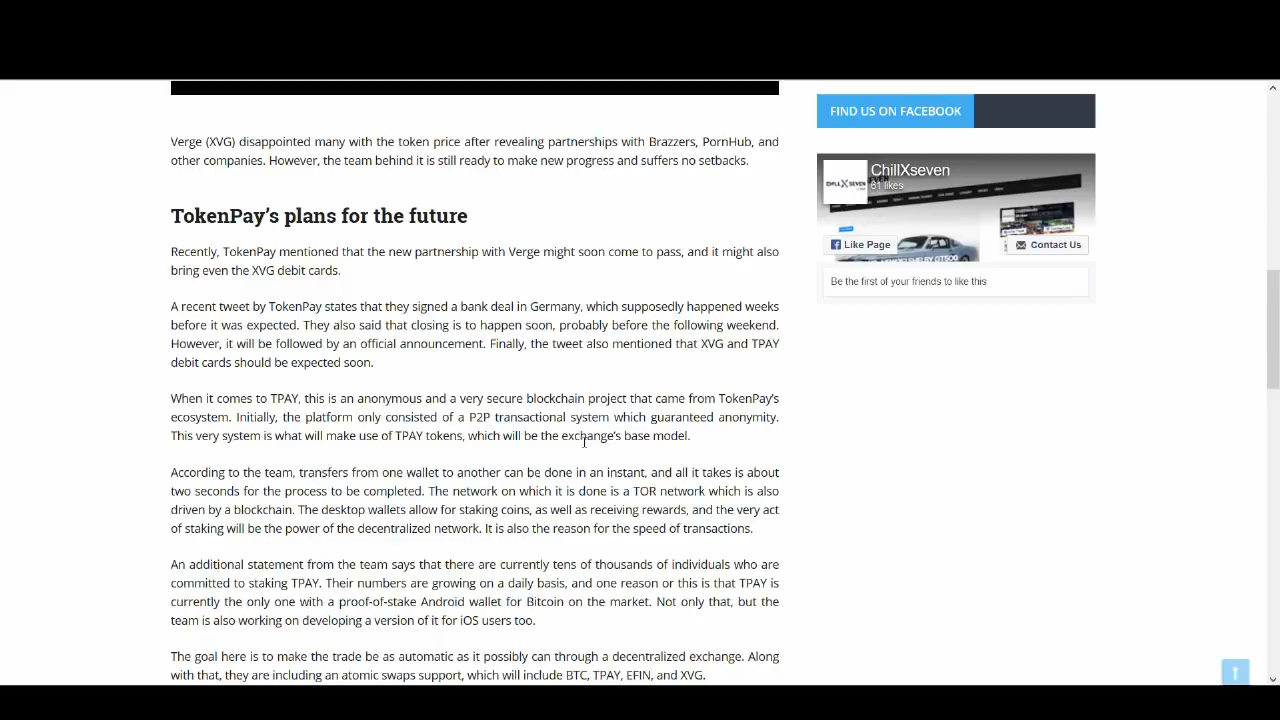 Verge (XVG) disappointed many with the token price after revealing partnerships with Brazzers, PornHub, and
other companies. However, the team behind it is still ready to make new progress and suffers no setbacks.
TokenPay's plans for the future
Recently, TokenPay mentioned that the new partnership with Verge might soon come to pass, and it might also
bring even the XVG debit cards.
A recent tweet by TokenPay states that they signed a bank deal in Germany, which supposedly happened weeks
before it was expected. They also said that closing is to happen soon, probably before the following weekend.
However, it will be followed by an official announcement. Finally, the tweet also mentioned that XVG and TPAY
debit cards should be expected soon.
When it comes to TPAY, this is an anonymous and a very secure blockchain project that came from TokenPay's
ecosystem. Initially, the platform only consisted of a P2P transactional system which guaranteed anonymity.
This very system is what will make use of TPAY tokens, which will be the exchange's base model.
According to the team, transfers from one wallet to another can be done in an instant, and all it takes is about
two seconds for the process to be completed. The network on which it is done is a TOR network which is also
driven by a blockchain. The desktop wallets allow for staking coins, as well as receiving rewards, and the very act
of staking will be the power of the decentralized network. It is also the reason for the speed of transactions.
An additional statement from the team says that there are currently tens of thousands of individuals who are
committed to staking TPAY. Their numbers are growing on a daily basis, and one reason or this is that TPAY is
currently the only one with a proof-of-stake Android wallet for Bitcoin on the market. Not only that, but the
team is also working on developing a version of it for iOS users too.
The goal here is to make the trade be as automatic as it possibly can through a decentralized exchange. Along
with that, they are including an atomic swaps support, which will include BTC, TPAY, EFIN, and XVG.
FIND US ON FACEBOOK
ChillXseven
61 likes
Like Page
Contact Us
Be the first of your friends to like this